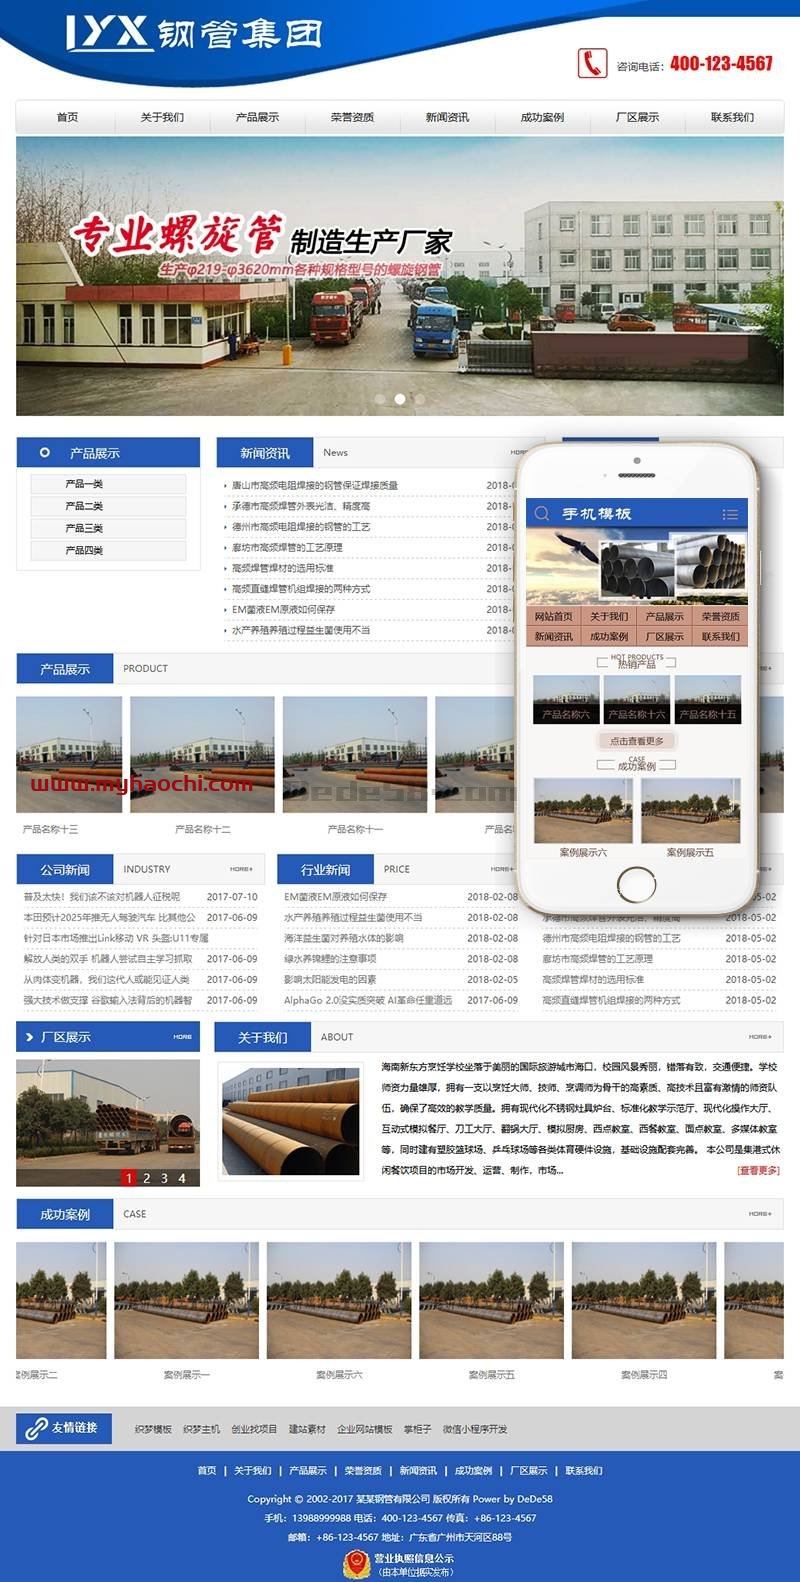 LYX 钢管集团
咨询电话：400-123-4567
首页 关于我们 产品展示 荣誉资质 新闻资讯 成功案例 厂区展示 联系我们
专业螺旋管 制造生产厂家
生产φ219-φ3620mm各种规格型号的螺旋钢管
产品展示
产品一类
产品二类
产品三类
产品四类
新闻资讯 News
唐山市高频电阻焊接的钢管保证焊接质量 2018-0
承德市高频焊管外表光洁、精度高 2018-0
德州市高频电阻焊接的钢管的工艺 2018-0
廊坊市高频焊管的工艺原理 2018-0
高频焊管焊材的选用标准 2018-0
高频直缝焊管机组焊接的两种方式 2018-0
EM菌液EM原液如何保存 2018-0
水产养殖养殖过程益生菌使用不当 2018-0
手机模板
网站首页 关于我们 产品展示 荣誉资质
新闻资讯 成功案例 厂区展示 联系我们
HOT PRODUCTS
热销产品
产品名称六 产品名称十六 产品名称十五
点击查看更多
CASE
成功案例
案例展示六 案例展示五
产品展示 PRODUCT
www.myhaochi.com
产品名称十三 产品名称十二 产品名称十一 产品名
公司新闻 INDUSTRY MORE+
普及太快！我们该不该对机器人征税呢 2017-07-10
本田预计2025年推无人驾驶汽车 比其他公 2017-06-09
针对日本市场推出Link移动 VR 头盔:U11专属
解放人类的双手 机器人尝试自主学习抓取 2017-06-09
从肉体变机器，我们这代人或能见证人类 2017-06-09
强大技术做支撑 谷歌输入法背后的机器智 2017-06-09
行业新闻 PRICE MORE+
EM菌液EM原液如何保存 2018-02-08
水产养殖养殖过程益生菌使用不当 2018-02-08
海洋益生菌对养殖水体的影响 2018-02-08
绿水养锦鲤的注意事项 2018-02-08
影响太阳能发电的因素 2018-02-05
AlphaGo 2.0没实质突破 AI革命任重道远 2017-06-09
承德市高频焊管外表光洁、精度高 05-02
德州市高频电阻焊接的钢管的工艺 2018-05-02
廊坊市高频焊管的工艺原理 2018-05-02
高频焊管焊材的选用标准 2018-05-02
高频直缝焊管机组焊接的两种方式 2018-05-02
厂区展示 MORE
1 2 3 4
关于我们 ABOUT MORE+
海南新东方烹饪学校坐落于美丽的国际旅游城市海口，校园风景秀丽，错落有致，交通便捷。学校
师资力量雄厚，拥有一支以烹饪大师、技师、烹调师为骨干的高素质、高技术且富有激情的师资队
伍，确保了高效的教学质量。拥有现代化不锈钢灶具炉台、标准化教学示范厅、现代化操作大厅、
互动式模拟餐厅、刀工大厅、翻锅大厅、模拟厨房、西点教室、西餐教室、面点教室、多媒体教室
等，同时建有塑胶篮球场、乒乓球场等各类体育硬件设施，基础设施配套完善。 本公司是集港式休
闲餐饮项目的市场开发、运营、制作，市场... [查看更多]
成功案例 CASE MORE+
案例展示二 案例展示一 案例展示六 案例展示五 案例展示四 案
友情链接 织梦模板 织梦主机 创业找项目 建站素材 企业网站模板 掌柜子 微信小程序开发
首页 | 关于我们 | 产品展示 | 荣誉资质 | 新闻资讯 | 成功案例 | 厂区展示 | 联系我们
Copyright © 2002-2017 某某钢管有限公司 版权所有 Power by DeDe58
手机：13988999988 电话：400-123-4567 传真：+86-123-4567
邮箱：+86-123-4567 地址：广东省广州市天河区88号
营业执照信息公示
（由本单位据实发布）